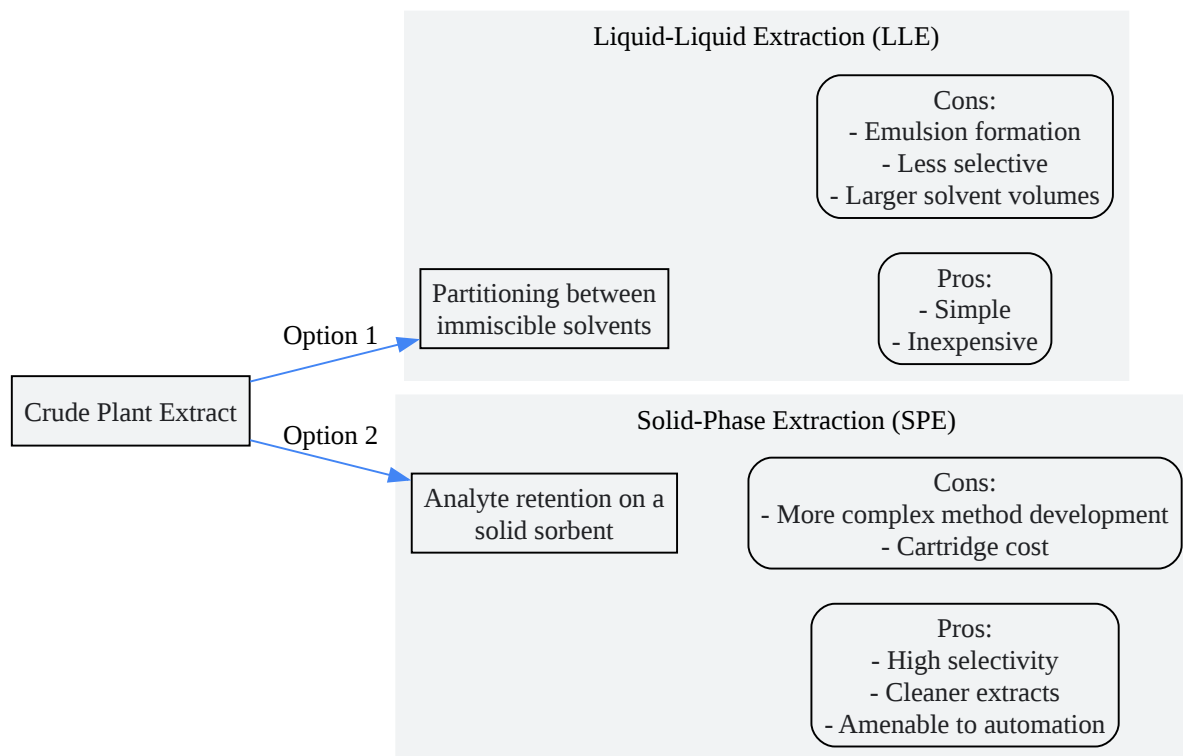 Liquid-Liquid Extraction (LLE)
Cons:
- Emulsion formation
- Less selective
- Larger solvent volumes
Partitioning between
immiscible solvents
Pros:
- Simple
- Inexpensive
Option 1
Crude Plant Extract
Option 2
Solid-Phase Extraction (SPE)
Analyte retention on a
solid sorbent
Cons:
- More complex method development
- Cartridge cost
Pros:
- High selectivity
- Cleaner extracts
- Amenable to automation